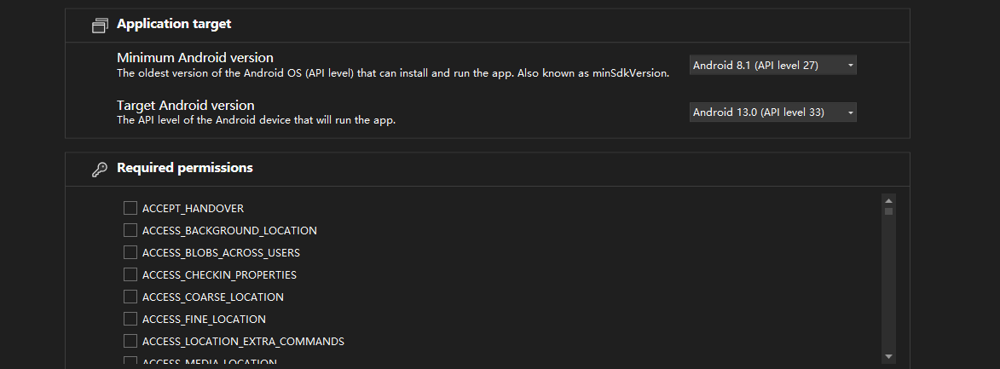 Application target
Minimum Android version
The oldest version of the Android OS (API level) that can install and run the app. Also known as minSdkVersion.
Android 8.1 (API level 27)
Target Android version
The API level of the Android device that will run the app.
Android 13.0 (API level 33)
Required permissions
ACCEPT_HANDOVER
ACCESS_BACKGROUND_LOCATION
ACCESS_BLOBS_ACROSS_USERS
ACCESS_CHECKIN_PROPERTIES
ACCESS_COARSE_LOCATION
ACCESS_FINE_LOCATION
ACCESS_LOCATION_EXTRA_COMMANDS
ACCESS_MEDIA_LOCATION